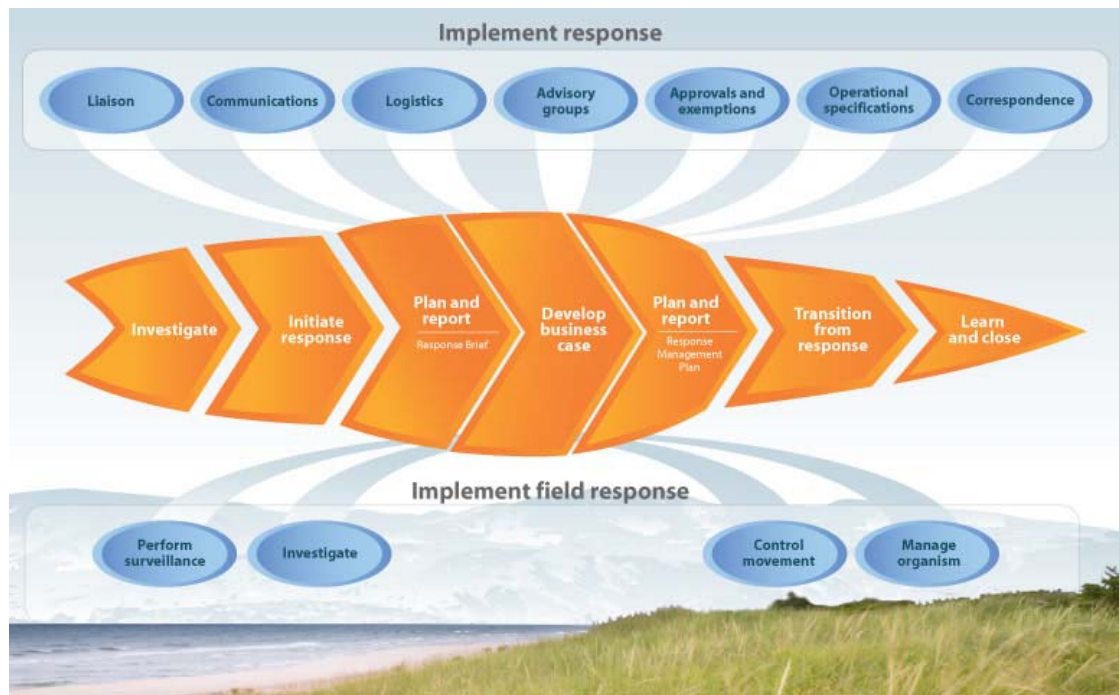 Implement response
Liaison
Communications
Logistics
Advisory
groups
Approvals and
exemptions
Operational
specifications
Correspondence
Investigate
Initiate
response
Plan and
report
Response Brief
Develop
business
case
Plan and
report
Response
Management
Plan
Transition
from
response
Learn
and close
Implement field response
Perform
surveillance
Investigate
Control
movement
Manage
organism